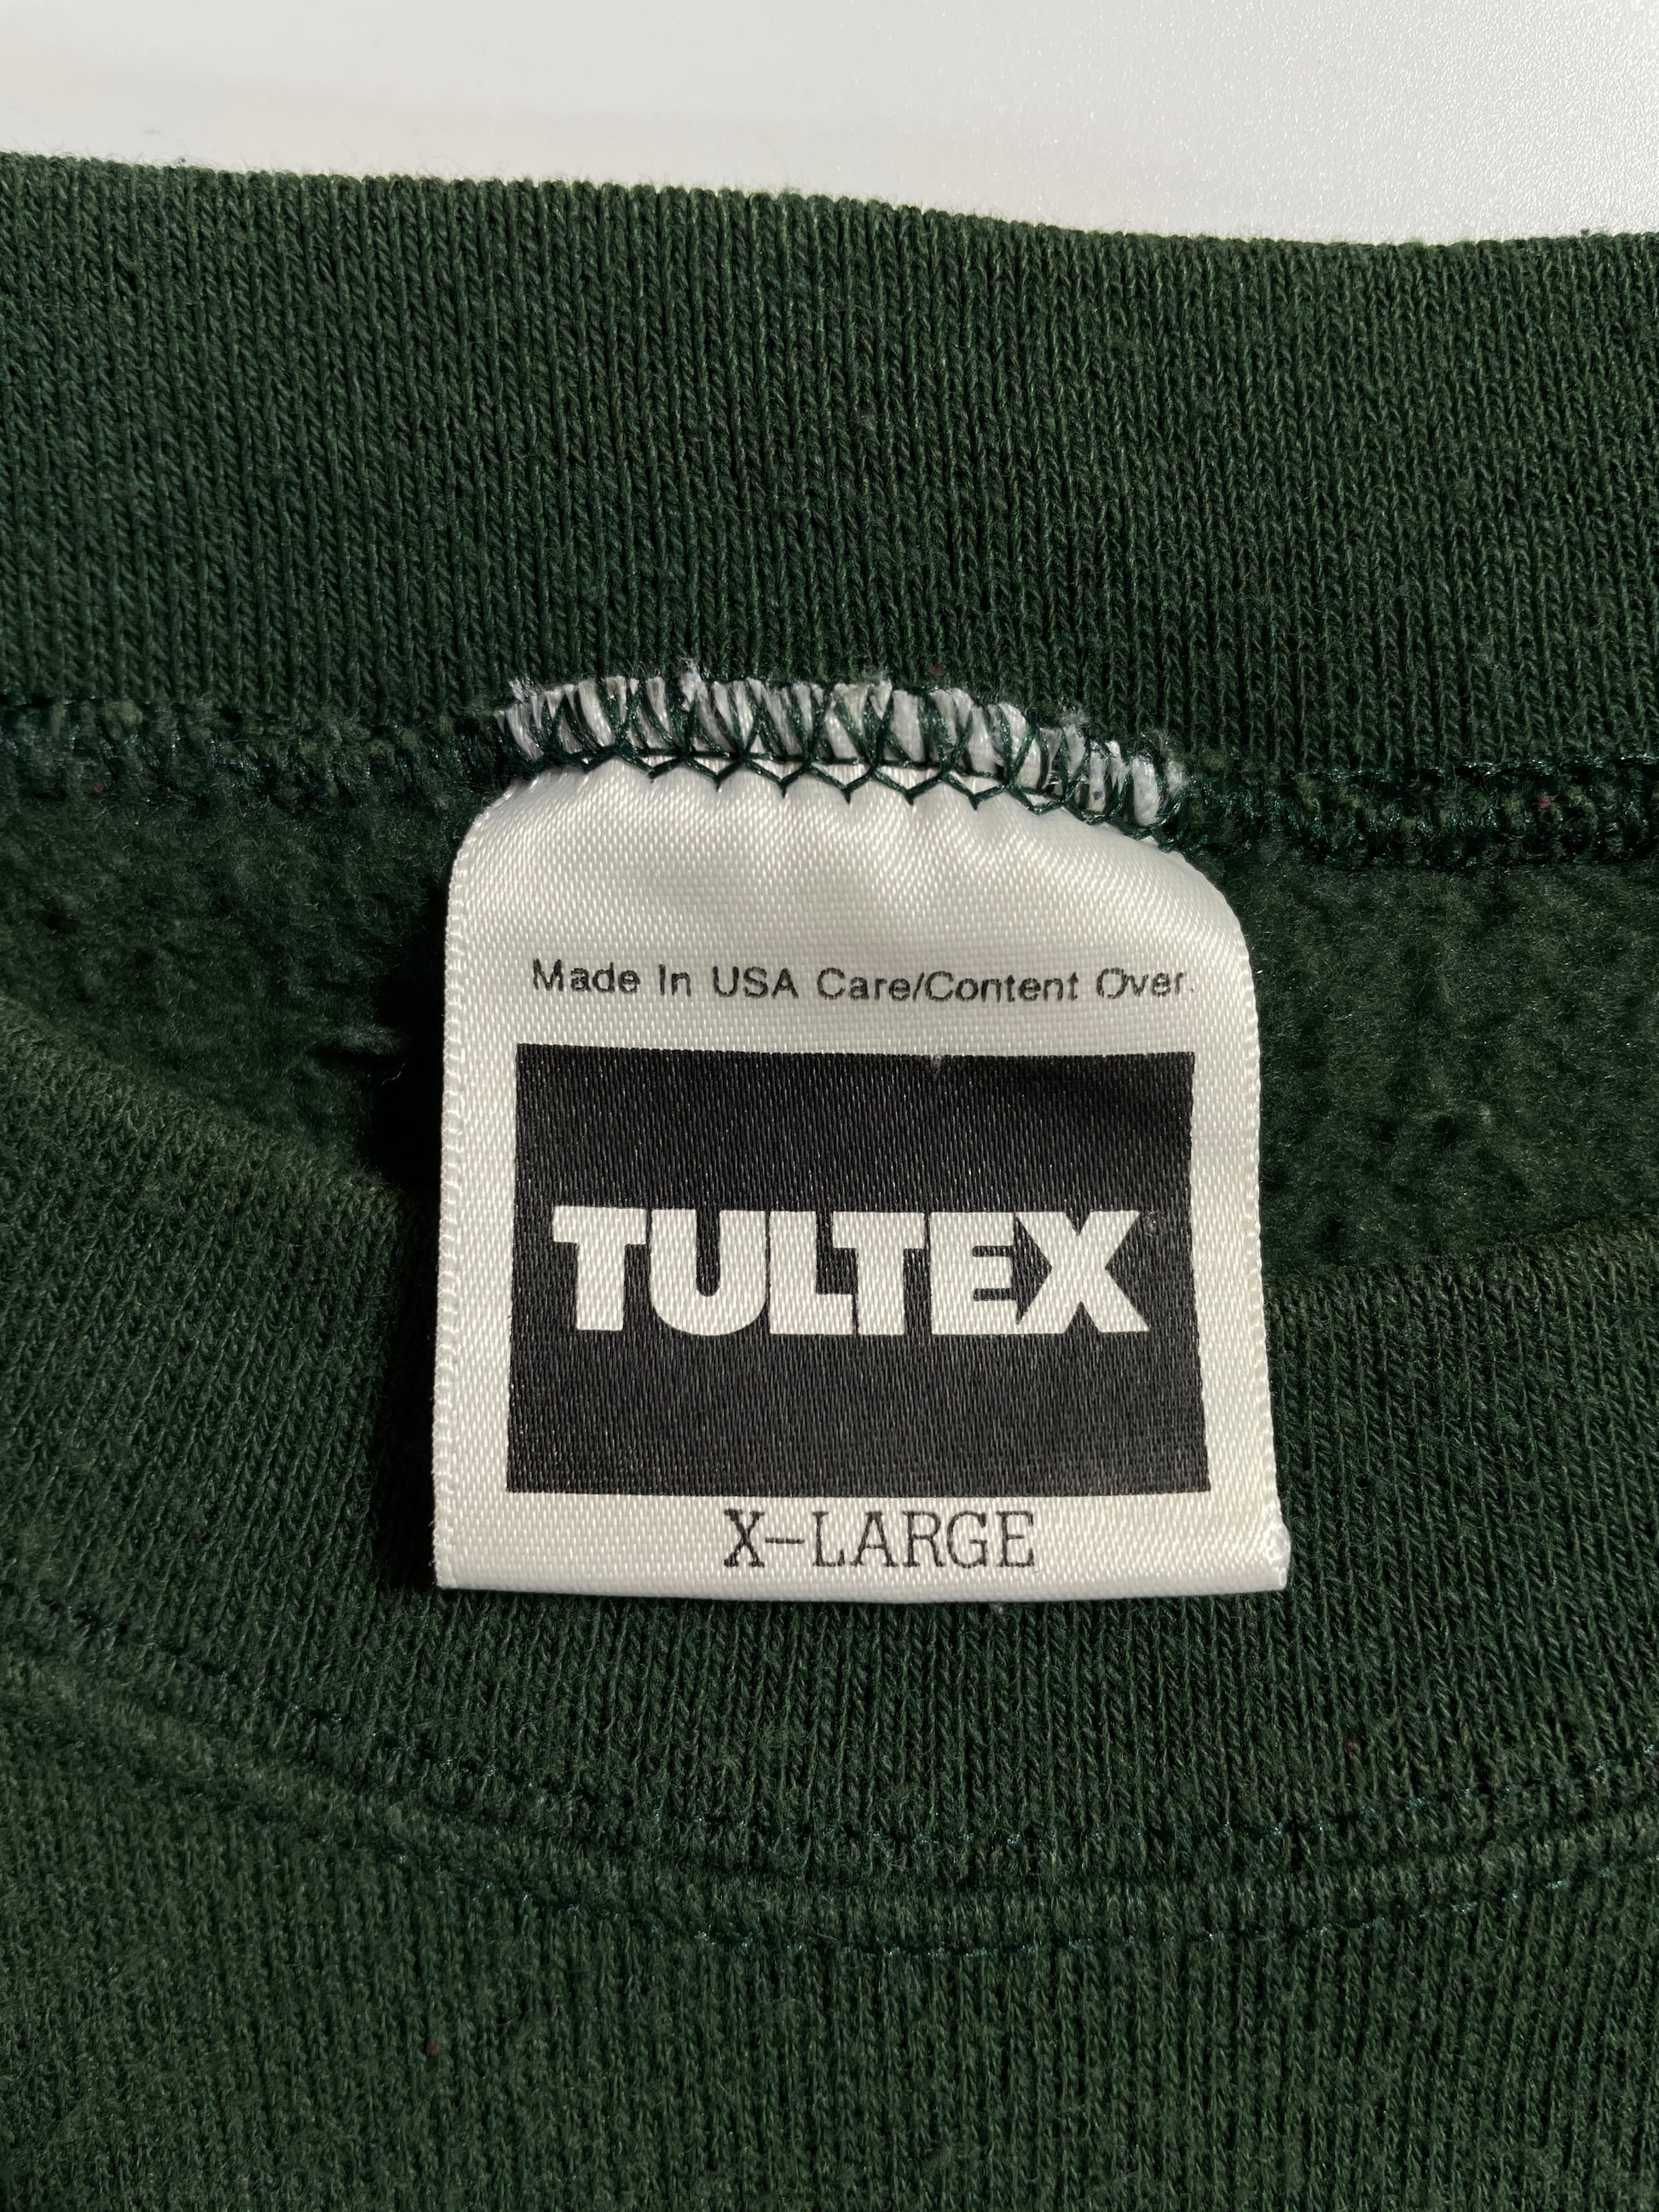 Made In USA Care/Content Over.
TULTEX
X-LARGE